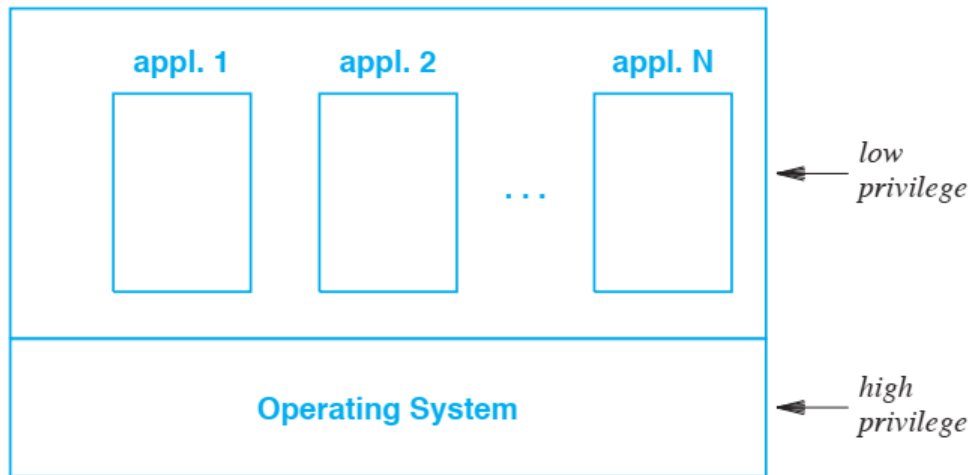 appl. 1 appl. 2 appl. N
low
privilege
. . .
Operating System
high
privilege